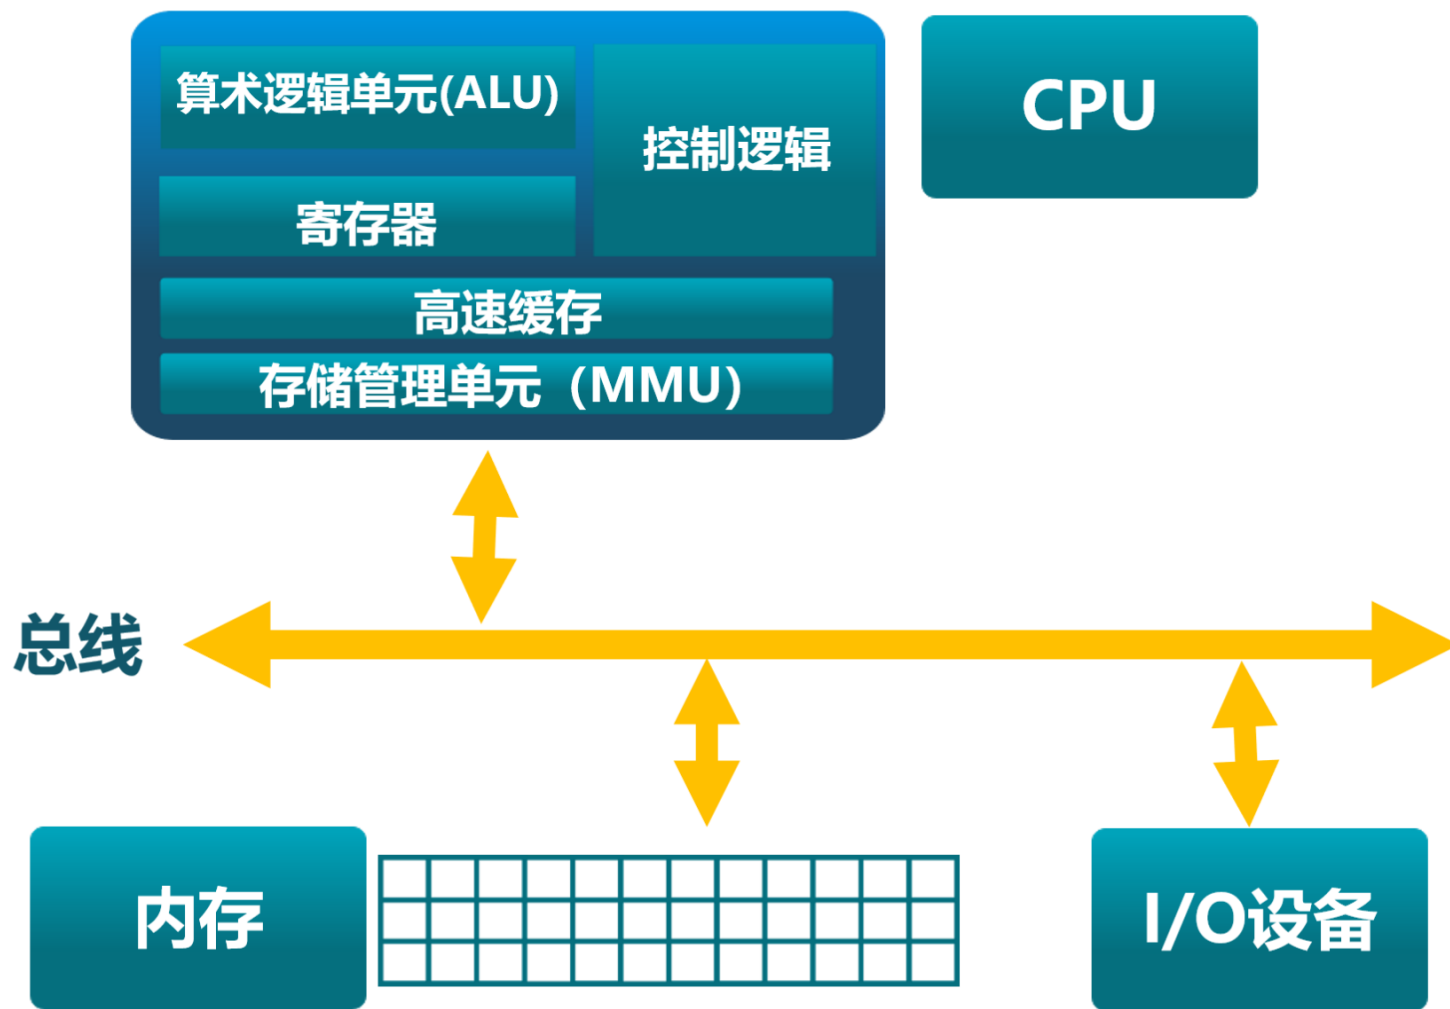 算术逻辑单元(ALU)
控制逻辑
CPU
寄存器
高速缓存
存储管理单元（MMU）
总线
内存
I/O设备